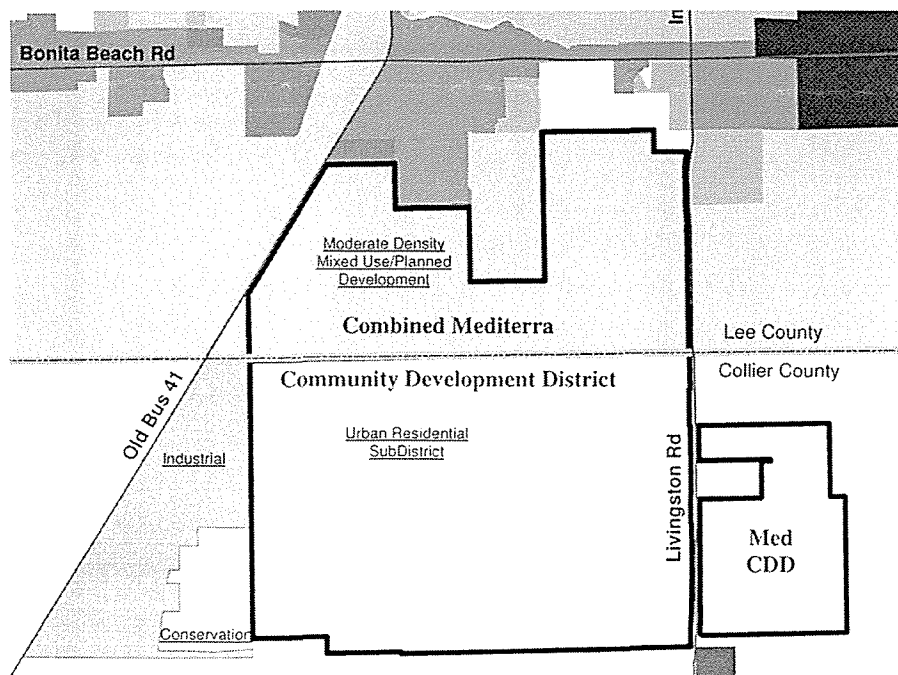 In
Bonita Beach Rd
Moderate Density
Mixed Use/Planned
Development
Combined Mediterra
Lee County
Community Development District
Collier County
Old Bus 41
Urban Residential
SubDistrict
Industrial
Livingston Rd
Med
CDD
Conservation